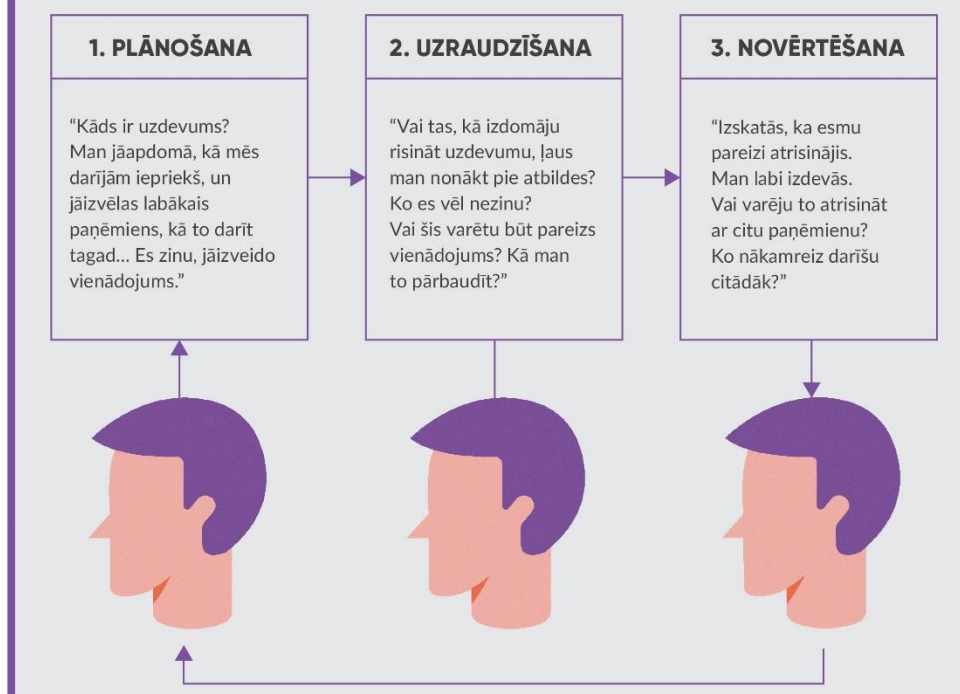 1. PLĀNOŠANA
“Kāds ir uzdevums?
Man jāapdomā, kā mēs
darījām iepriekš, un
jāizvēlas labākais
paņēmiens, kā to darīt
tagad... Es zinu, jāizveido
vienādojums.”
2. UZRAUDZĪŠANA
“Vai tas, kā izdomāju
risināt uzdevumu, ļaus
man nonākt pie atbildes?
Ko es vēl nezinu?
Vai šis varētu būt pareizs
vienādojums? Kā man
to pārbaudīt?”
3. NOVĒRTĒŠANA
“Izskatās, ka esmu
pareizi atrisinājis.
Man labi izdevās.
Vai varēju to atrisināt
ar citu paņēmienu?
Ko nākamreiz darīšu
citādāk?”